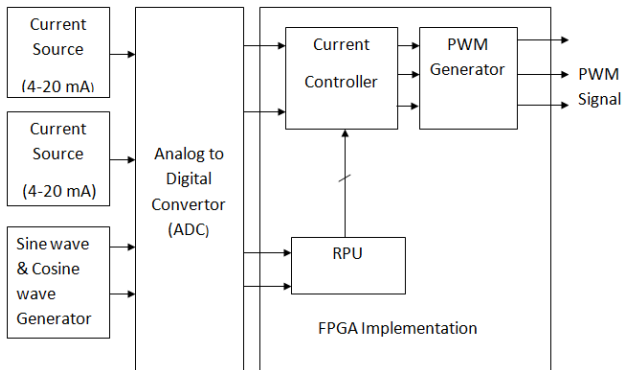 Current
Source
(4-20 mA)
Current
Source
(4-20 mA)
Sine wave
& Cosine
wave
Generator
Analog to
Digital
Convertor
(ADC)
Current
Controller
PWM
Generator
PWM
Signal
RPU
FPGA Implementation